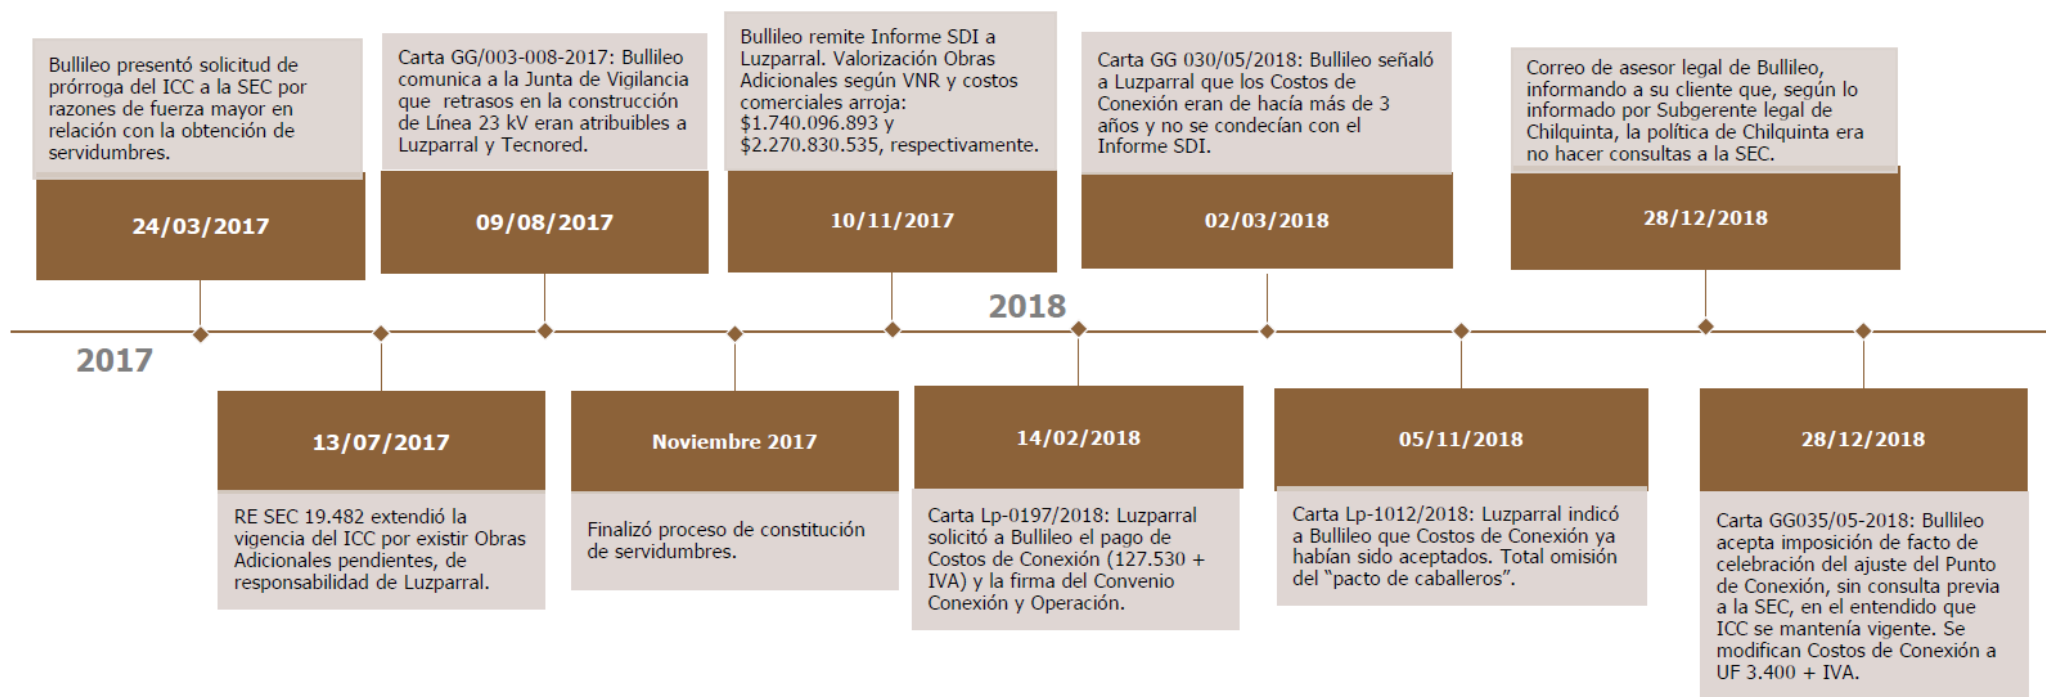 Bullileo presentó solicitud de
prórroga del ICC a la SEC por
razones de fuerza mayor en
relación con la obtención de
servidumbres.
24/03/2017
Carta GG/003-008-2017: Bullileo
comunica a la Junta de Vigilancia
que retrasos en la construcción
de Línea 23 kV eran atribuibles a
Luzparral y Tecnored.
09/08/2017
Bullileo remite Informe SDI a
Luzparral. Valorización Obras
Adicionales según VNR y costos
comerciales arroja:
$1.740.096.893 y
$2.270.830.535, respectivamente.
10/11/2017
Carta GG 030/05/2018: Bullileo señaló
a Luzparral que los Costos de
Conexión eran de hacía más de 3
años y no se condecían con el
Informe SDI.
02/03/2018
Correo de asesor legal de Bullileo,
informando a su cliente que, según lo
informado por Subgerente legal de
Chilquinta, la política de Chilquinta era
no hacer consultas a la SEC.
28/12/2018
2017
2018
13/07/2017
RE SEC 19.482 extendió la
vigencia del ICC por existir Obras
Adicionales pendientes, de
responsabilidad de Luzparral.
Noviembre 2017
Finalizó proceso de constitución
de servidumbres.
14/02/2018
Carta Lp-0197/2018: Luzparral
solicitó a Bullileo el pago de
Costos de Conexión (127.530 +
IVA) y la firma del Convenio
Conexión y Operación.
05/11/2018
Carta Lp-1012/2018: Luzparral indicó
a Bullileo que Costos de Conexión ya
habían sido aceptados. Total omisión
del “pacto de caballeros”.
28/12/2018
Carta GG035/05-2018: Bullileo
acepta imposición de facto de
celebración del ajuste del Punto
de Conexión, sin consulta previa
a la SEC, en el entendido que
ICC se mantenía vigente. Se
modifican Costos de Conexión a
UF 3.400 + IVA.